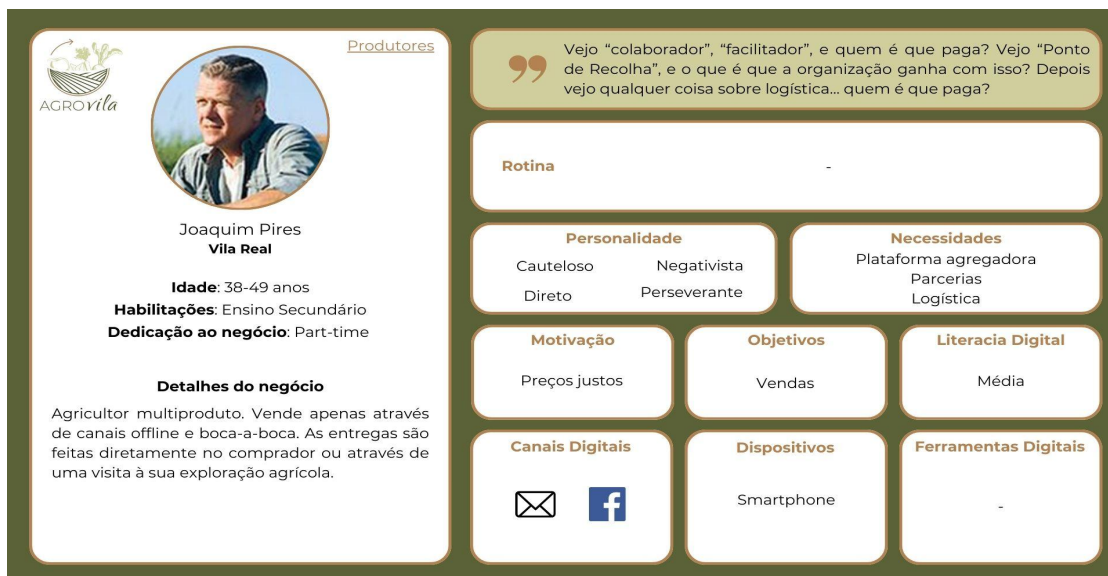 Produtores
AGROvila
Joaquim Pires
Vila Real
Idade: 38-49 anos
Habilitações: Ensino Secundário
Dedicação ao negócio: Part-time
Detalhes do negócio
Agricultor multiproduto. Vende apenas através
de canais offline e boca-a-boca. As entregas são
feitas diretamente no comprador ou através de
uma visita à sua exploração agrícola.
Vejo “colaborador”, “facilitador”, e quem é que paga? Vejo “Ponto
de Recolha”, e o que é que a organização ganha com isso? Depois
vejo qualquer coisa sobre logística... quem é que paga?
Rotina -
Personalidade
Cauteloso Negativista
Direto Perseverante
Necessidades
Plataforma agregadora
Parcerias
Logística
Motivação
Preços justos
Objetivos
Vendas
Literacia Digital
Média
Canais Digitais
Dispositivos
Smartphone
Ferramentas Digitais
-